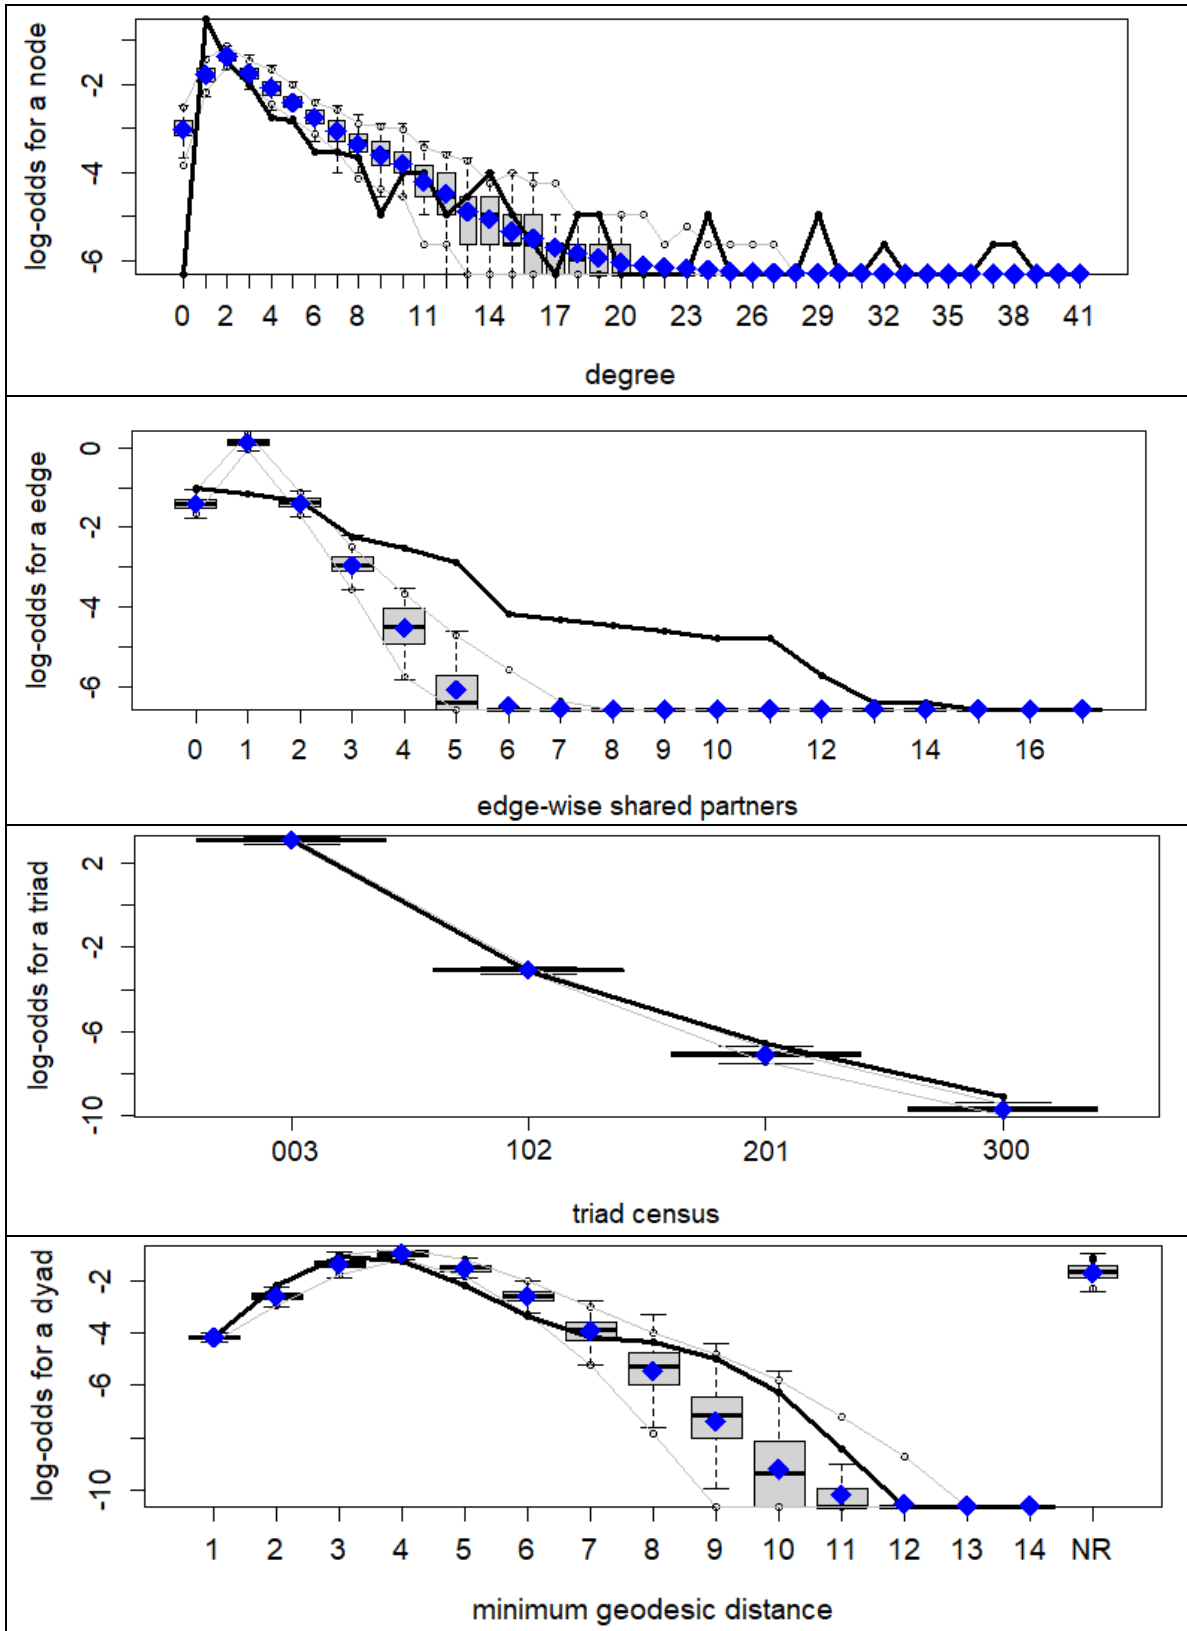 log-odds for a node
-2
-4
-6
0 2 4 6 8 11 14 17 20 23 26 29 32 35 38 41
degree
log-odds for a edge
0
-2
-4
-6
0 1 2 3 4 5 6 7 8 9 10 12 14 16
edge-wise shared partners
log-odds for a triad
2
-2
-6
-10
003 102 201 300
triad census
log-odds for a dyad
-2
-4
-6
-10
1 2 3 4 5 6 7 8 9 10 11 12 13 14 NR
minimum geodesic distance